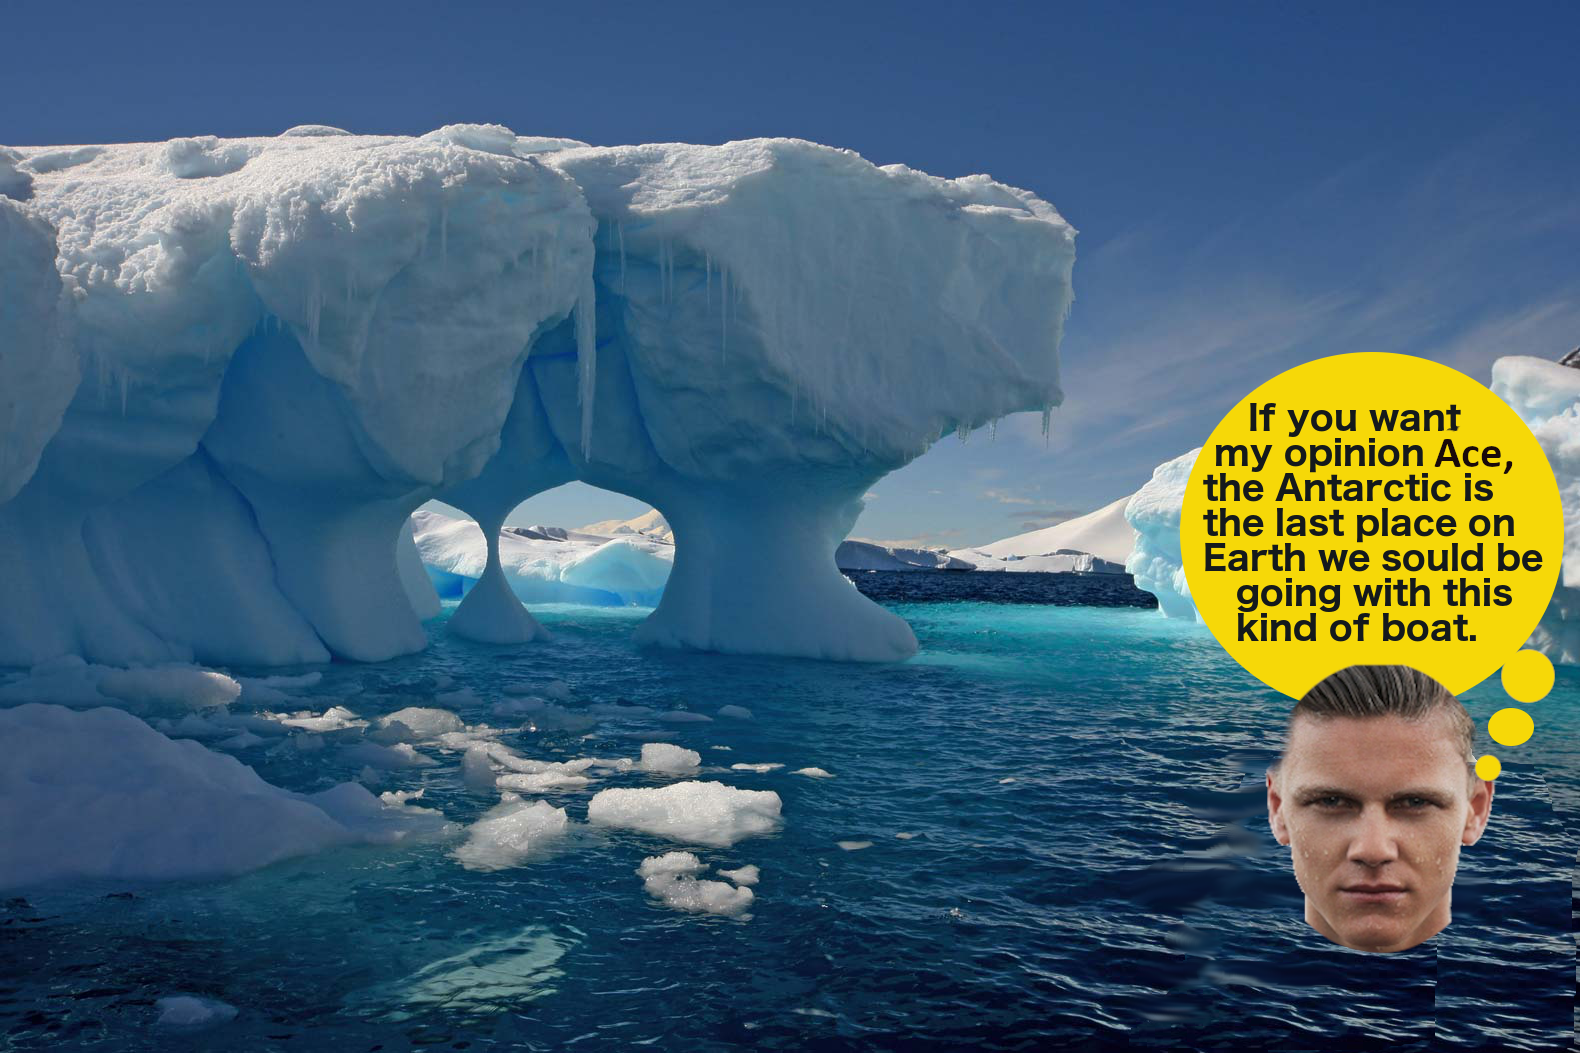 If you want
my opinion Ace,
the Antarctic is
the last place on
Earth we sould be
going with this
kind of boat.